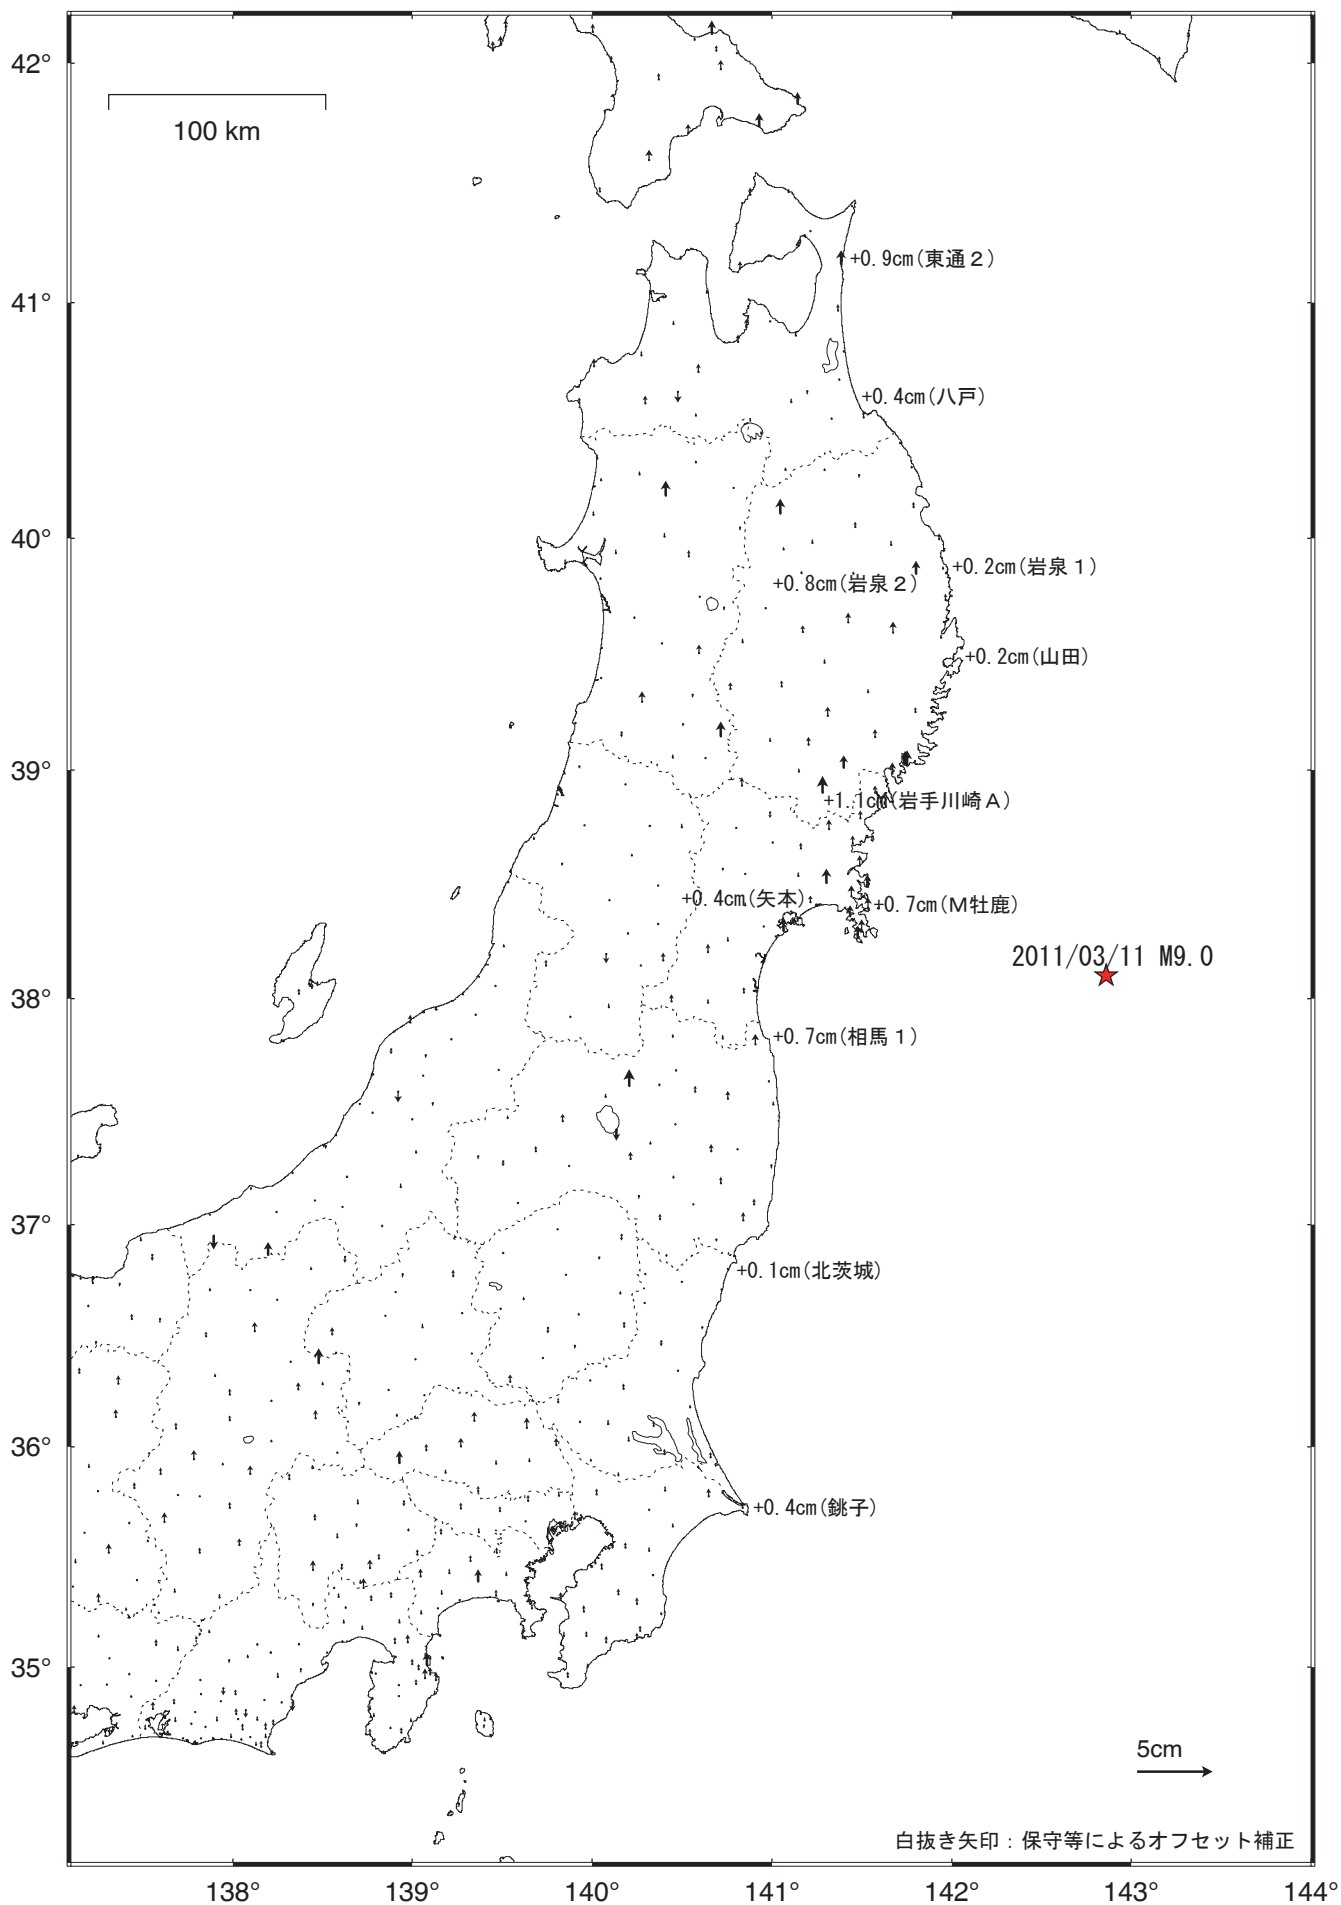 42°
100 km
+0.9cm(東通２)
41°
+0.4cm(八戸)
40°
+0.2cm(岩泉１)
+0.8cm(岩泉２)
+0.2cm(山田)
39°
+1.1cm(岩手川崎Ａ)
+0.4cm(矢本)
+0.7cm(Ｍ牡鹿)
2011/03/11 M9.0
38°
+0.7cm(相馬１)
37°
+0.1cm(北茨城)
36°
+0.4cm(銚子)
35°
5cm
白抜き矢印：保守等によるオフセット補正
138° 139° 140° 141° 142° 143° 144°